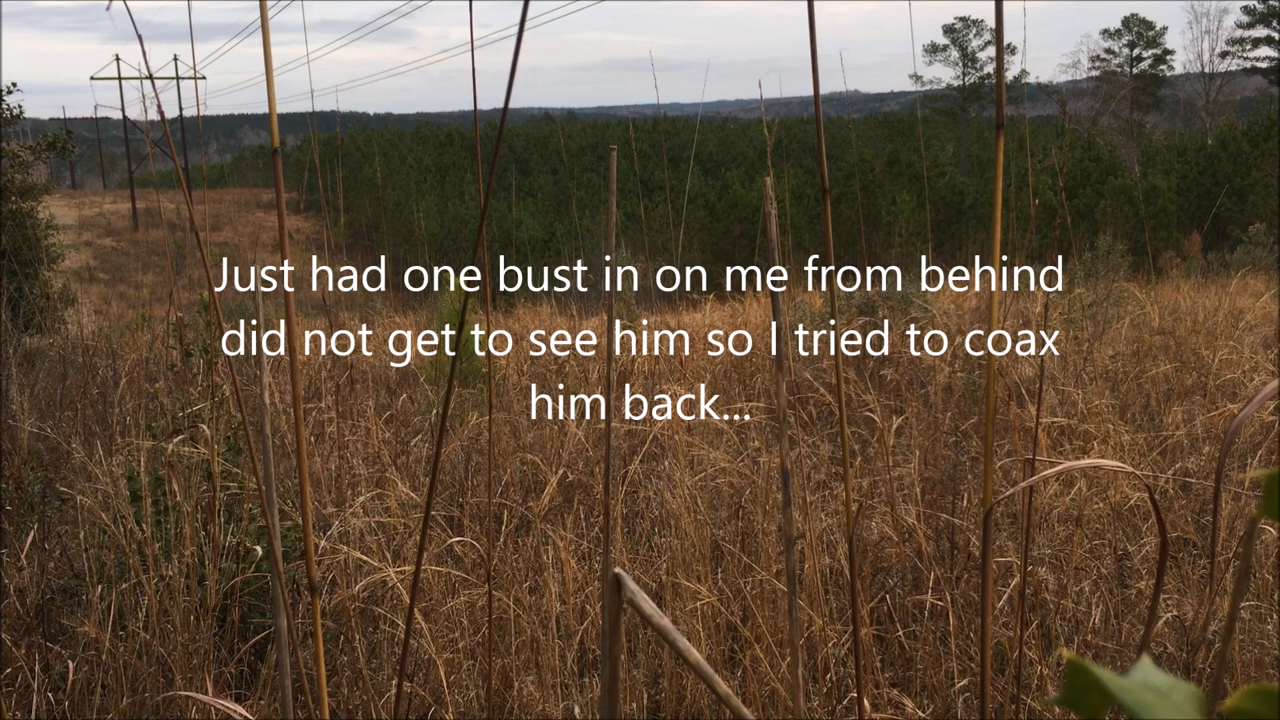 Just had one bust in on me from behind
did not get to see him so I tried to coax
him back...